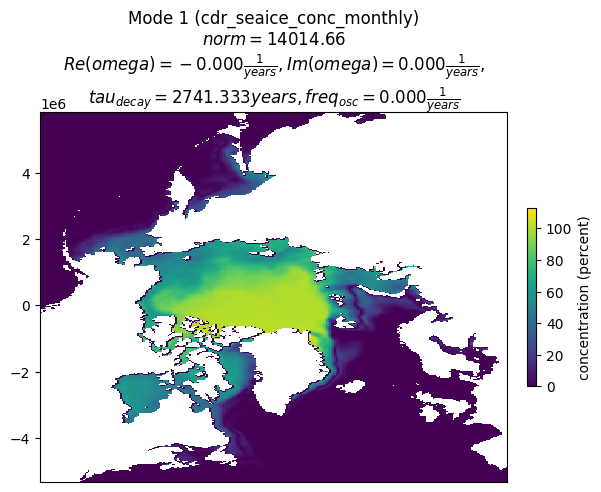 Mode 1 (cdr_seaice_conc_monthly)
norm = 14014.66
Re(omega) = −0.000 1/years, Im(omega) = 0.000 1/years,
tau_decay = 2741.333years, freq_osc = 0.000 1/years
1e6
4
2
0
−2
−4
100
80
60
40
20
0
concentration (percent)